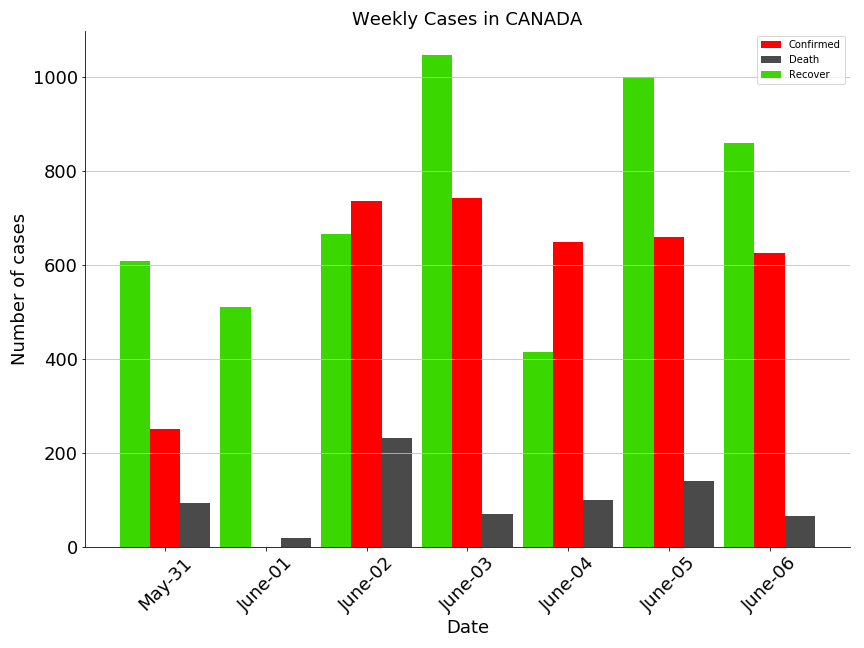 Weekly Cases in CANADA
Confirmed
Death
Recover
Number of cases
1000
800
600
400
200
0
May-31
June-01
June-02
June-03
June-04
June-05
June-06
Date